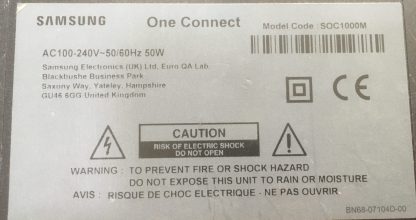 SAMSUNG One Connect Model Code : SOC1000M
AC100-240V~50/60Hz 50W
Samsung Electronics (UK) Ltd, Euro QA Lab.
Blackbushe Business Park
Saxony Way, Yateley, Hampshire
GU46 6GG United Kingdom
CE
CAUTION
RISK OF ELECTRIC SHOCK
DO NOT OPEN
WARNING : TO PREVENT FIRE OR SHOCK HAZARD
DO NOT EXPOSE THIS UNIT TO RAIN OR MOISTURE
AVIS : RISQUE DE CHOC ELECTRIQUE - NE PAS OUVRIR
BN68-07104D-00